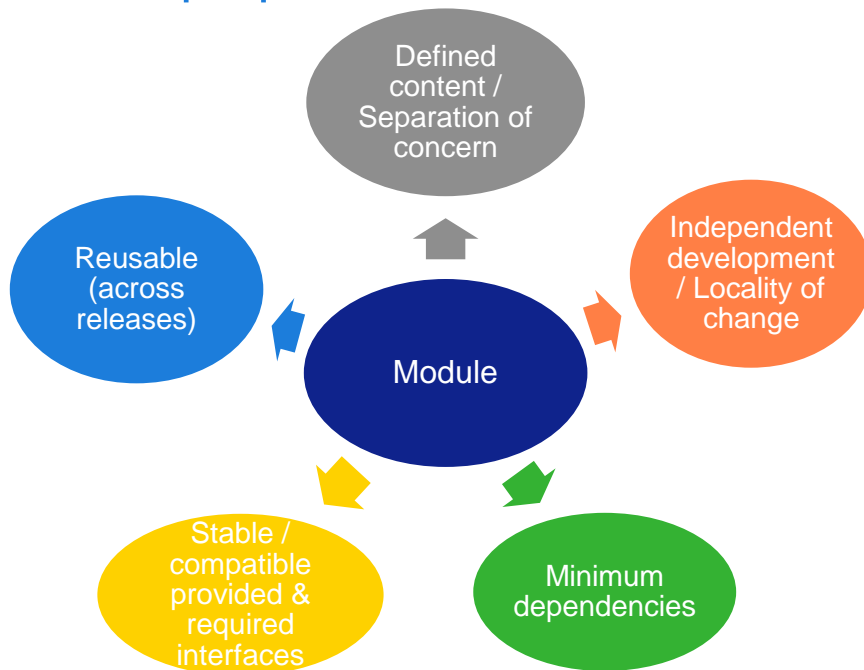 Defined
content /
Separation of
concern
Independent
development
/ Locality of
change
Reusable
(across
releases)
Module
Stable /
compatible
provided &
required
interfaces
Minimum
dependencies